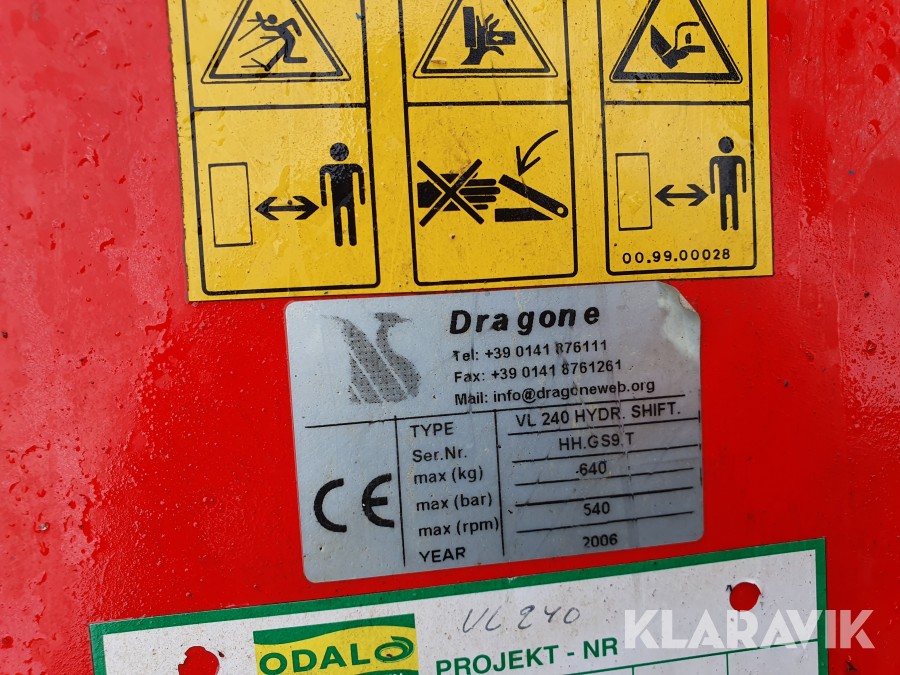 00.99.00028
Dragone
Tel: +39 0141 876111
Fax: +39 0141 8761261
Mail: info@dragoneweb.org
CE
TYPE VL 240 HYDR. SHIFT.
Ser.Nr. HH.GS9.T
max (kg) 640
max (bar)
max (rpm) 540
YEAR 2006
VL 240
ODAL
PROJEKT - NR
KLARAVIK